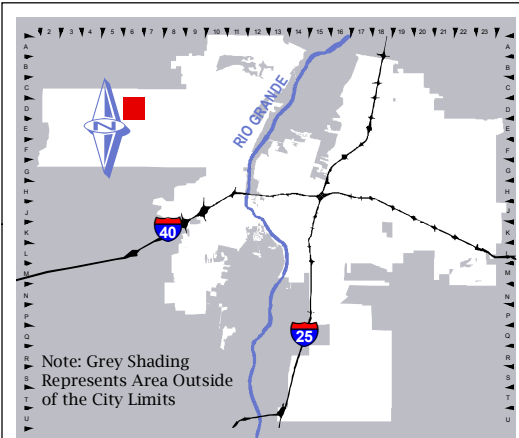 2 3 4 5 6 7 8 9 10 11 12 13 14 15 16 17 18 19 20 21 22 23
A A
B B
C C
D D
E E
F F
G G
H H
J J
K K
L L
M M
N N
P P
Q Q
R R
S S
T T
U U
N
RIO GRANDE
40
25
Note: Grey Shading
Represents Area Outside
of the City Limits